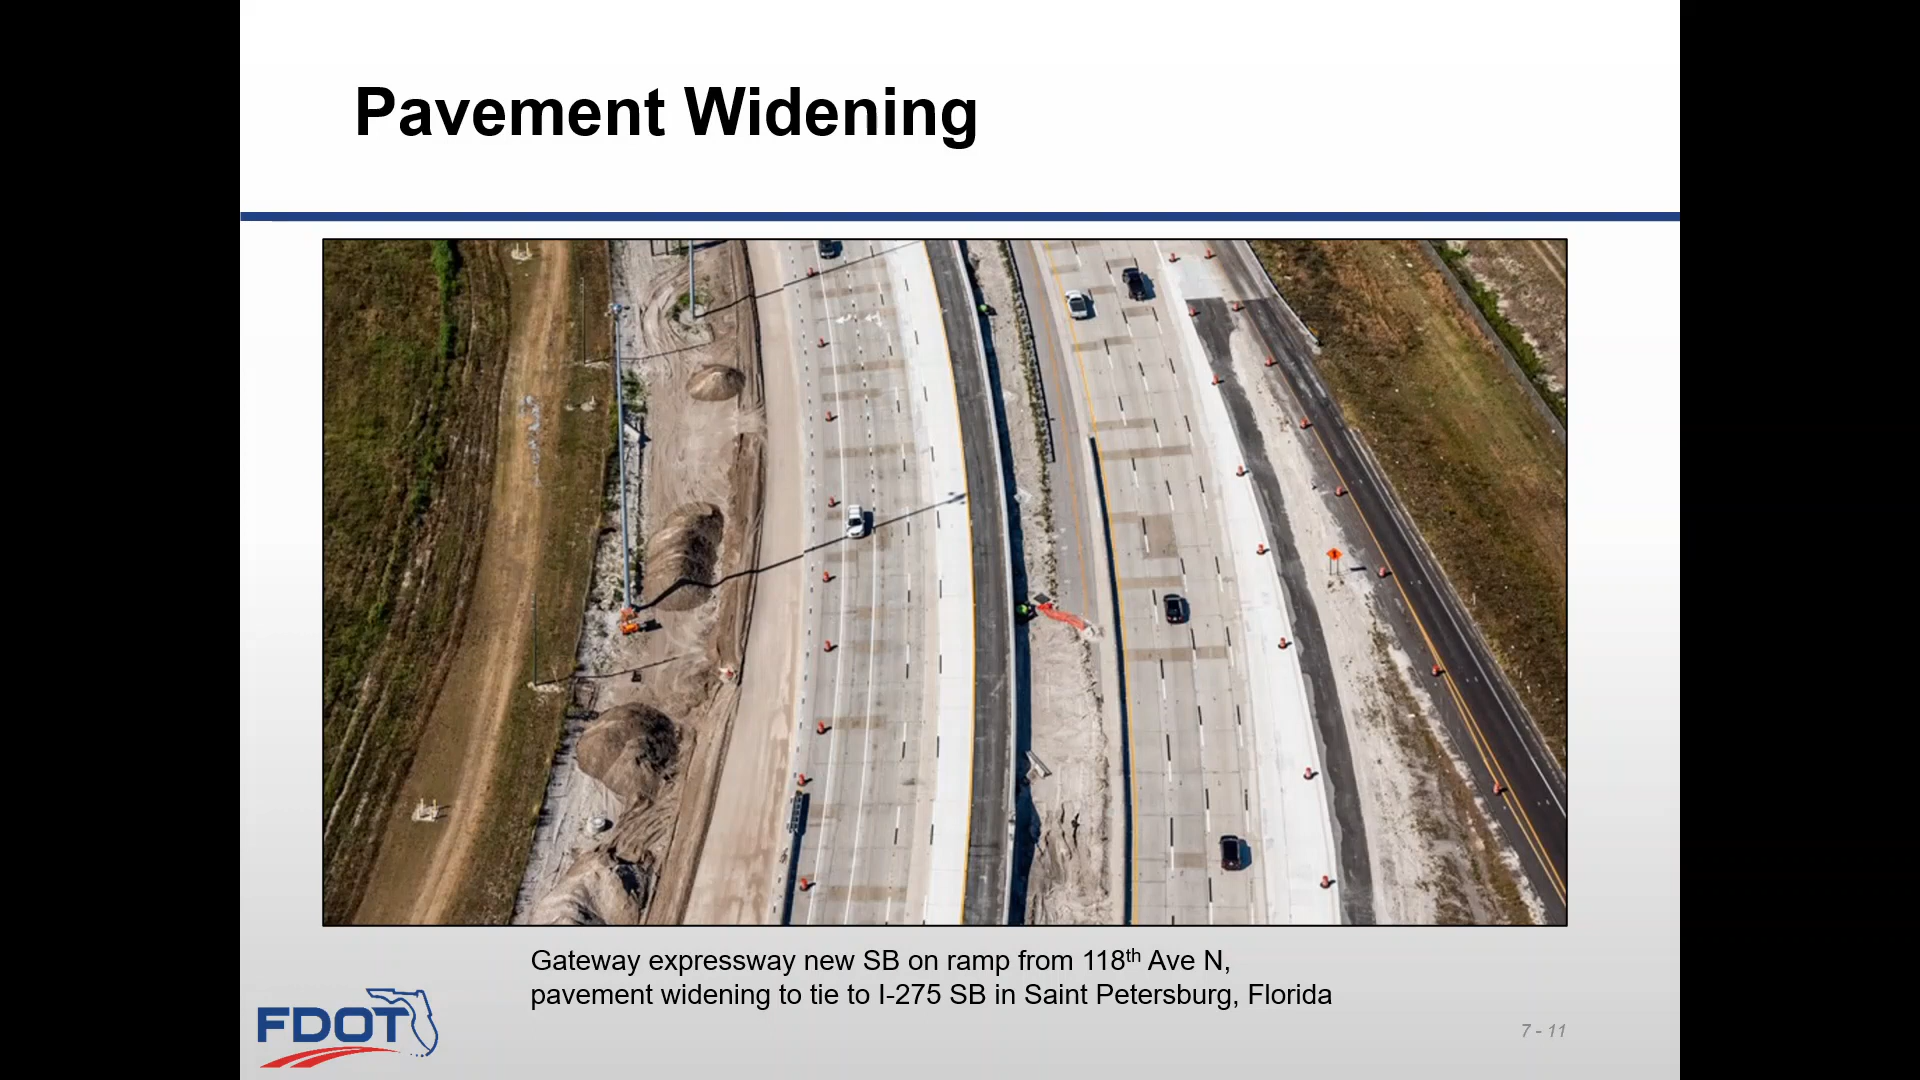 Pavement Widening
Gateway expressway new SB on ramp from 118th Ave N,
pavement widening to tie to I-275 SB in Saint Petersburg, Florida
FDOT
7 - 11